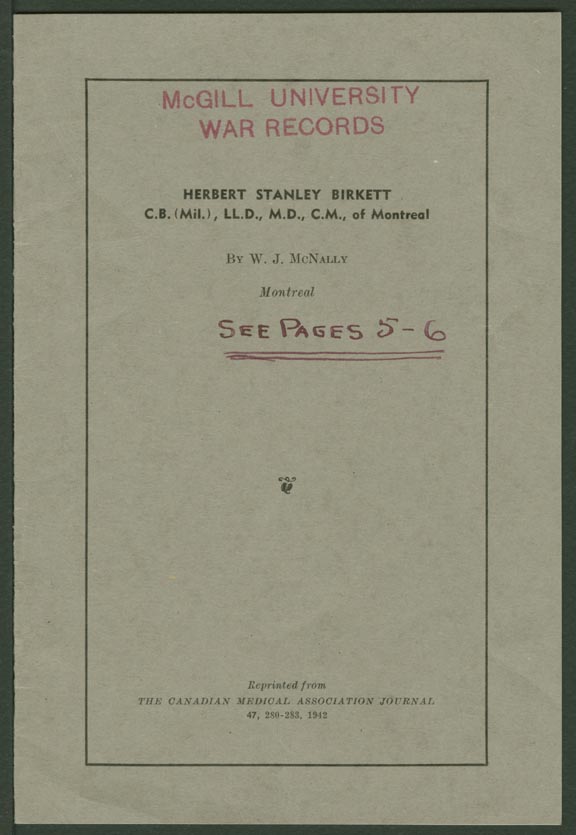 McGILL UNIVERSITY
WAR RECORDS
HERBERT STANLEY BIRKETT
C.B. (Mil.), LL.D., M.D., C.M., of Montreal
By W. J. McNally
Montreal
SEE PAGES 5-6
Reprinted from
THE CANADIAN MEDICAL ASSOCIATION JOURNAL
47, 280-283, 1942